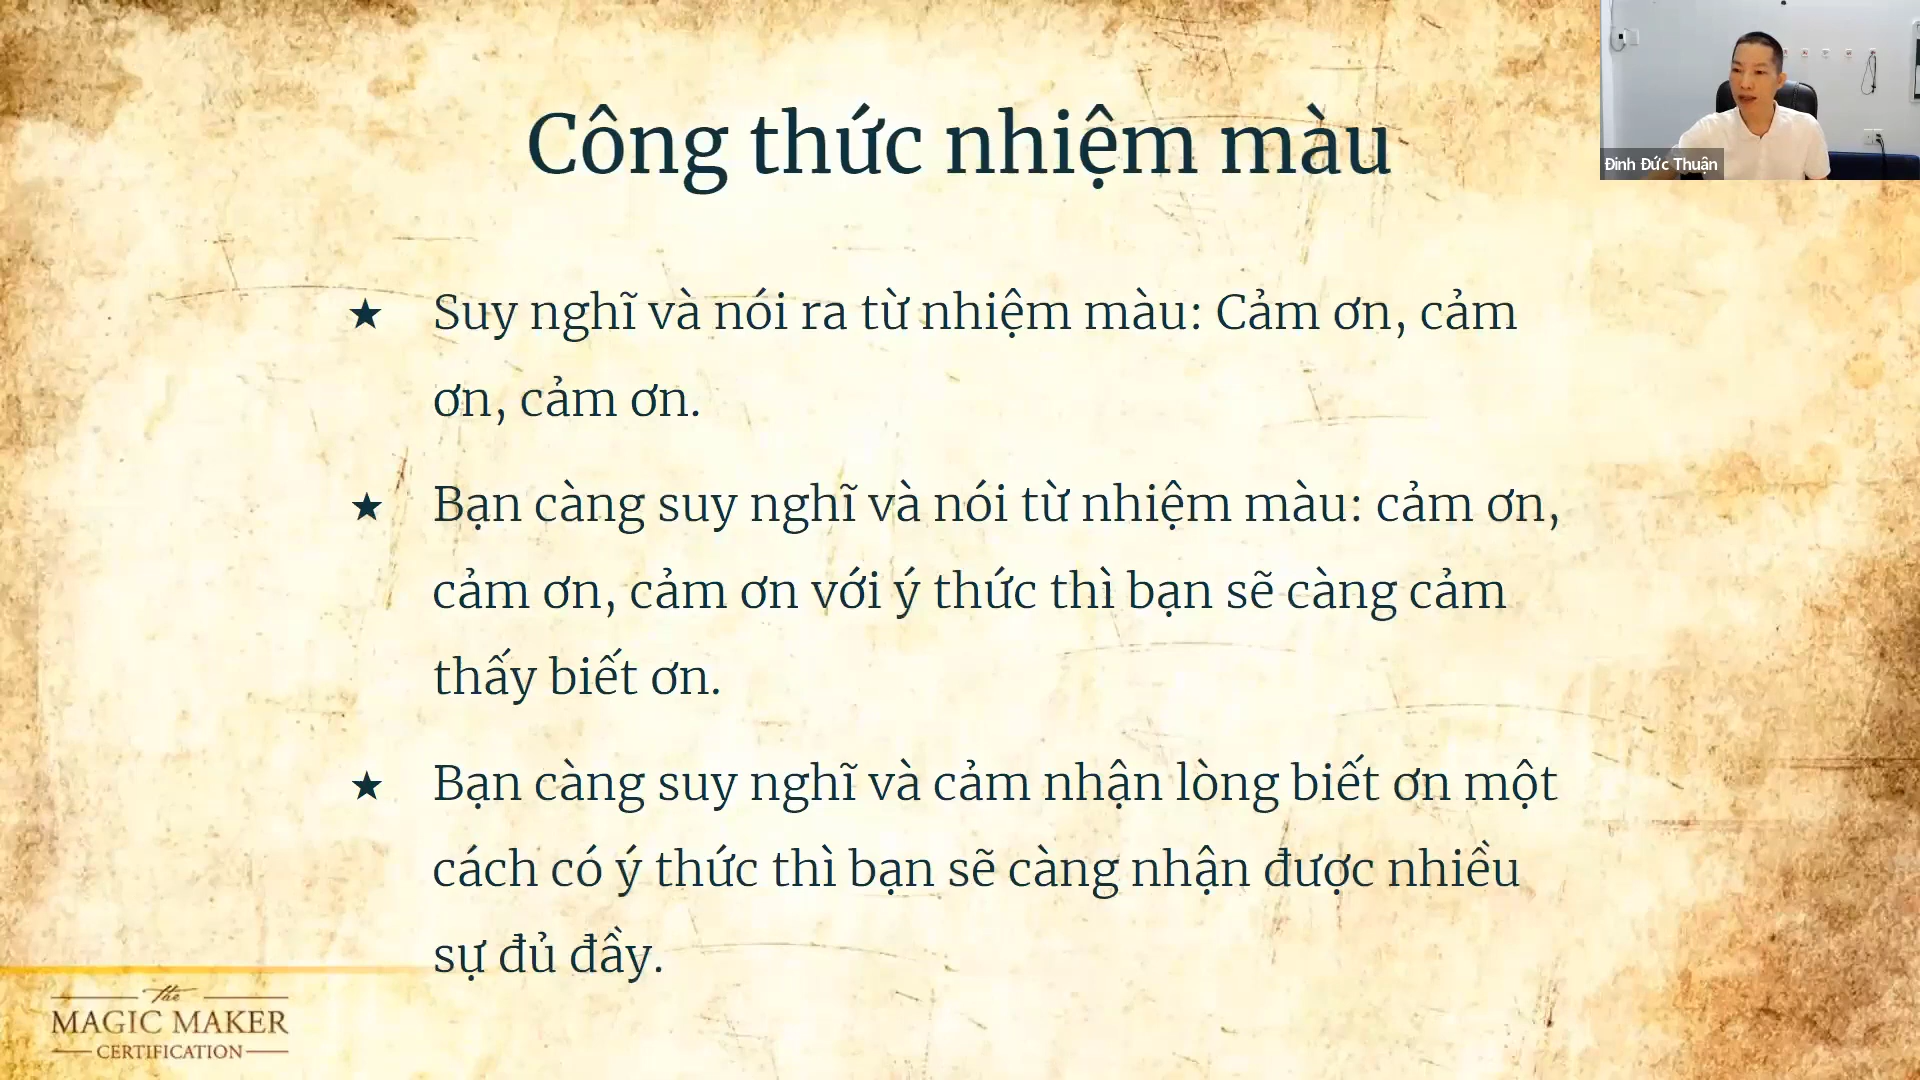 Công thức nhiệm màu
Đinh Đức Thuận
★ Suy nghĩ và nói ra từ nhiệm màu: Cảm ơn, cảm
ơn, cảm ơn.
★ Bạn càng suy nghĩ và nói từ nhiệm màu: cảm ơn,
cảm ơn, cảm ơn với ý thức thì bạn sẽ càng cảm
thấy biết ơn.
★ Bạn càng suy nghĩ và cảm nhận lòng biết ơn một
cách có ý thức thì bạn sẽ càng nhận được nhiều
sự đủ đầy.
the
MAGIC MAKER
CERTIFICATION